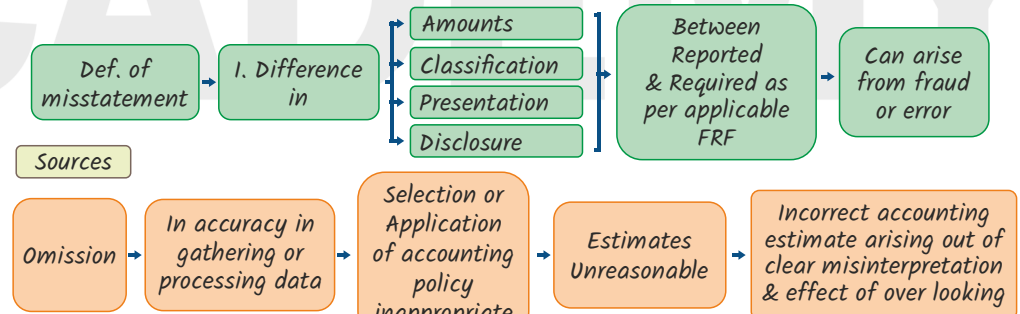 Def. of
misstatement
1. Difference
in
Amounts
Classification
Presentation
Disclosure
Between
Reported
& Required as
per applicable
FRF
Can arise
from fraud
or error
Sources
Omission
In accuracy in
gathering or
processing data
Selection or
Application
of accounting
policy
inappropriate
Estimates
Unreasonable
Incorrect accounting
estimate arising out of
clear misinterpretation
& effect of over looking